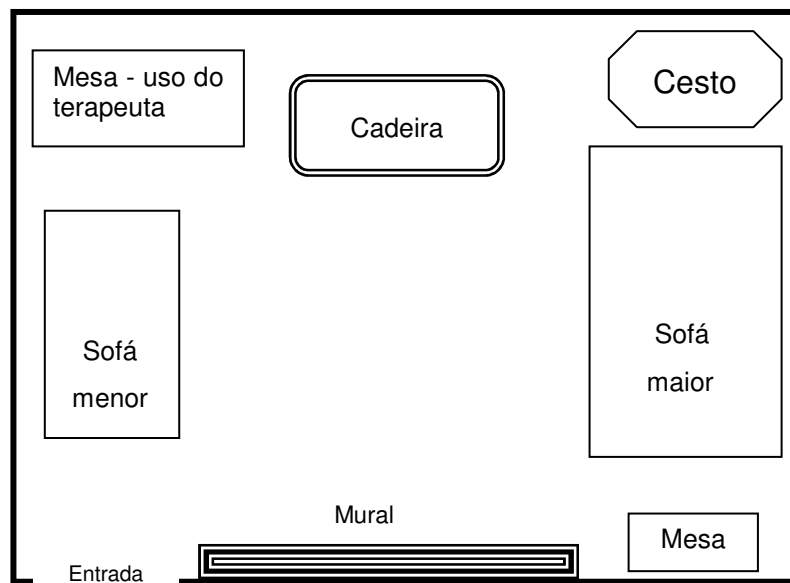 Mesa - uso do
terapeuta
Cadeira
Cesto
Sofá
menor
Sofá
maior
Mural
Mesa
Entrada